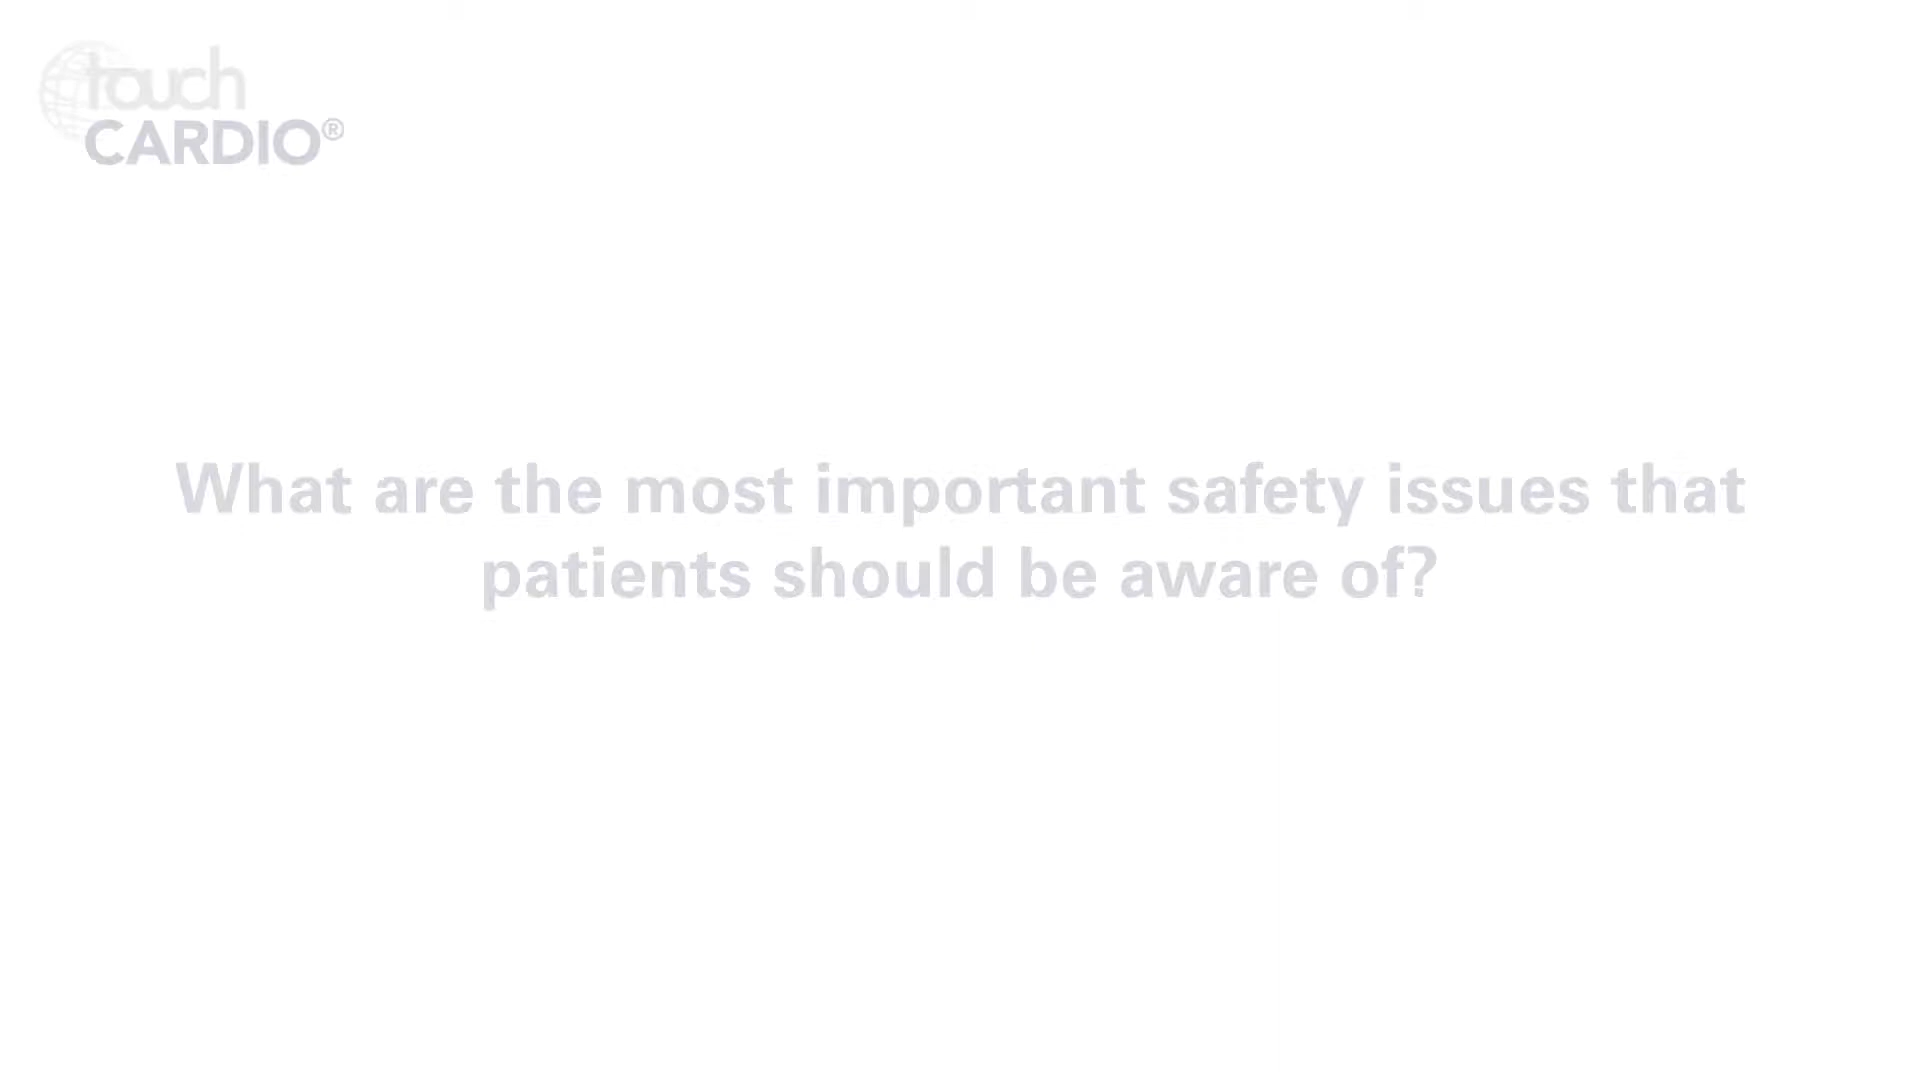 touch
CARDIO®
What are the most important safety issues that
patients should be aware of?